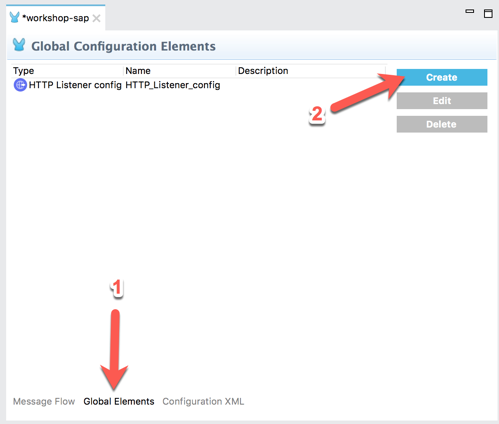 *workshop-sap
Global Configuration Elements
Type Name Description
HTTP Listener config HTTP_Listener_config
Create
Edit
Delete
2
1
Message Flow Global Elements Configuration XML